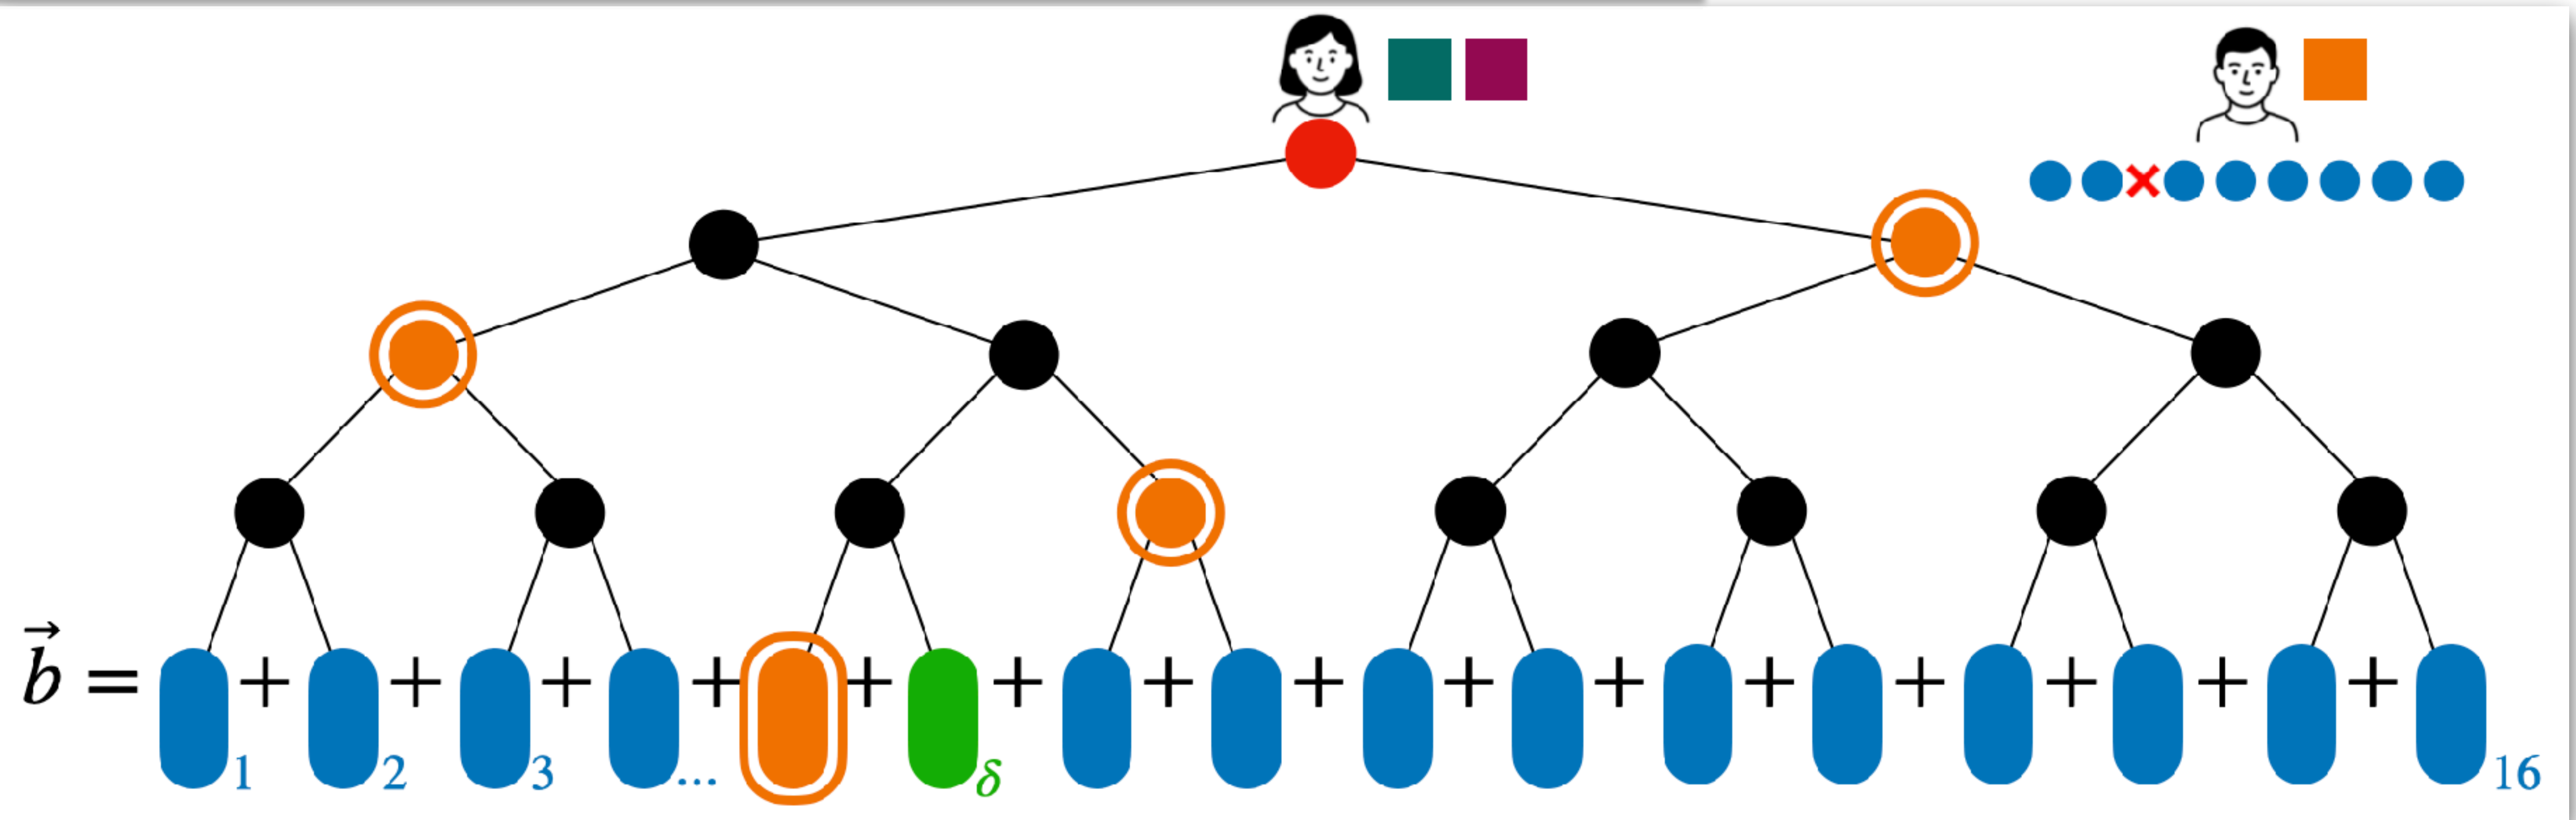 b⃗ = + + + + + + + + + + + + + + +
1 2 3 ... δ 16